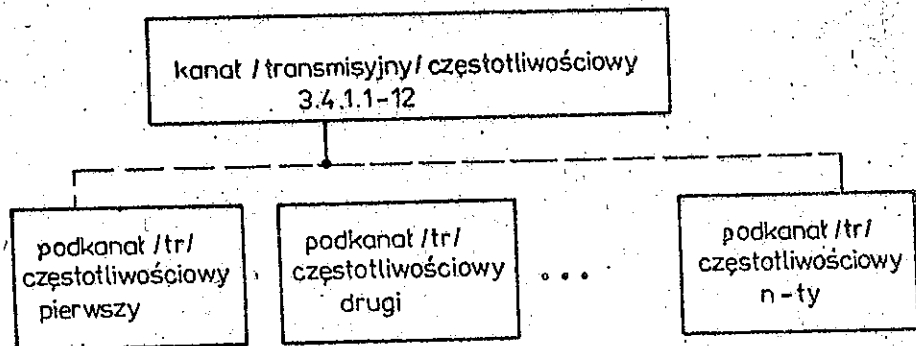 kanał /transmisyjny/ częstotliwościowy
3.4.1.1-12
podkanał /tr/
częstotliwościowy
pierwszy
podkanał /tr/
częstotliwościowy
drugi
...
podkanał /tr/
częstotliwościowy
n-ty